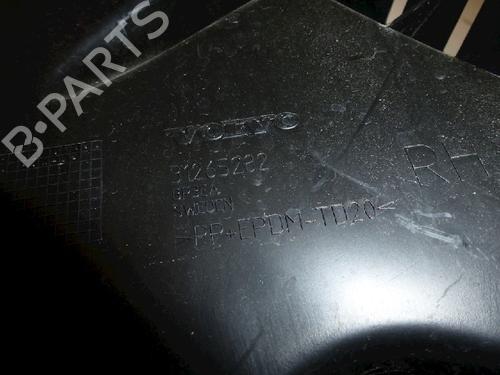 B-PARTS
VOLVO
31265282
SWEDEN
>PP+EPDM-TD20<
RH